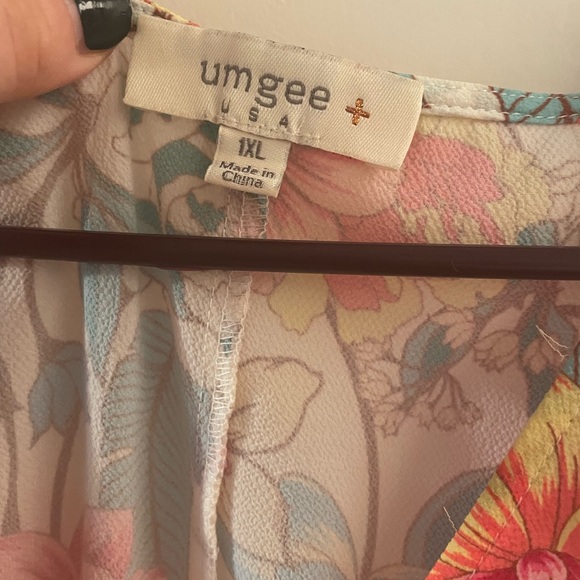 umgee +
USA
1XL
Made in
China